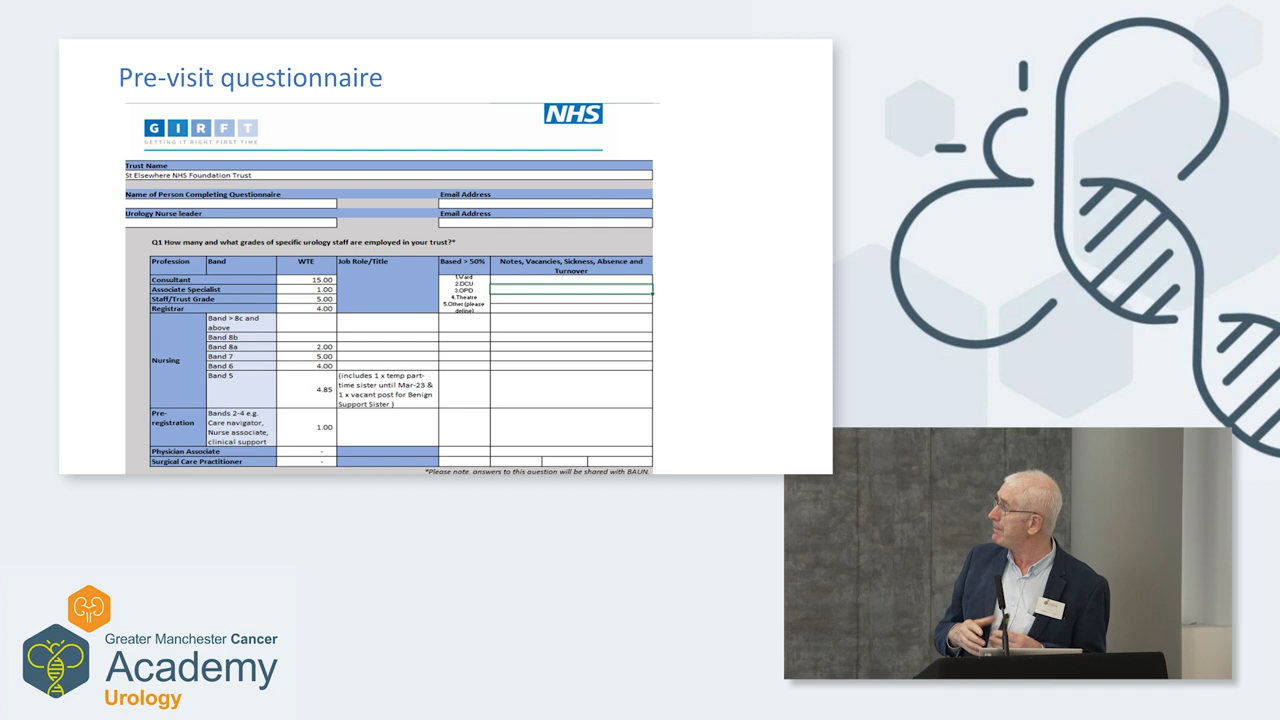 Pre-visit questionnaire
NHS
G I R F T
GETTING IT RIGHT FIRST TIME
Trust Name
St Elsewhere NHS Foundation Trust
Name of Person Completing Questionnaire Email Address
Urology Nurse leader Email Address
Q1 How many and what grades of specific urology staff are employed in your trust?*
Profession Band WTE Job Role/Title Based > 50% Notes, Vacancies, Sickness, Absence and
Turnover
Consultant 15.00
1.Ward
2.DCU
3.OPD
4.Theatre
5.Other (please
define)
Associate Specialist 1.00
Staff/Trust Grade 5.00
Registrar 4.00
Nursing
Band > 8c and
above
Band 8b
Band 8a 2.00
Band 7 5.00
Band 6 4.00
Band 5 4.85
(includes 1 x temp part-
time sister until Mar-23 &
1 x vacant post for Benign
Support Sister )
Pre-
registration
Bands 2-4 e.g.
Care navigator,
Nurse associate,
clinical support
1.00
Physician Associate -
Surgical Care Practitioner -
*Please note, answers to this question will be shared with BAUN.
Greater Manchester Cancer
Academy
Urology